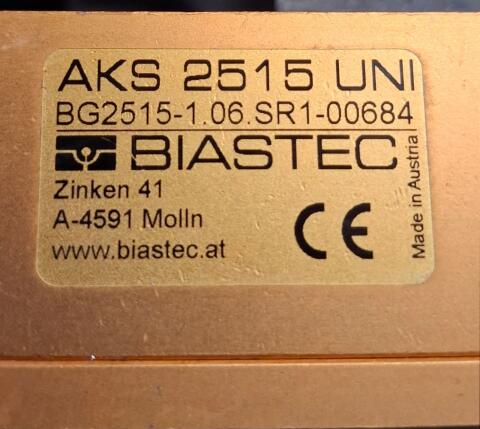 AKS 2515 UNI
BG2515-1.06.SR1-00684
BIASTEC
Zinken 41
A-4591 Molln
www.biastec.at
CE
Made in Austria